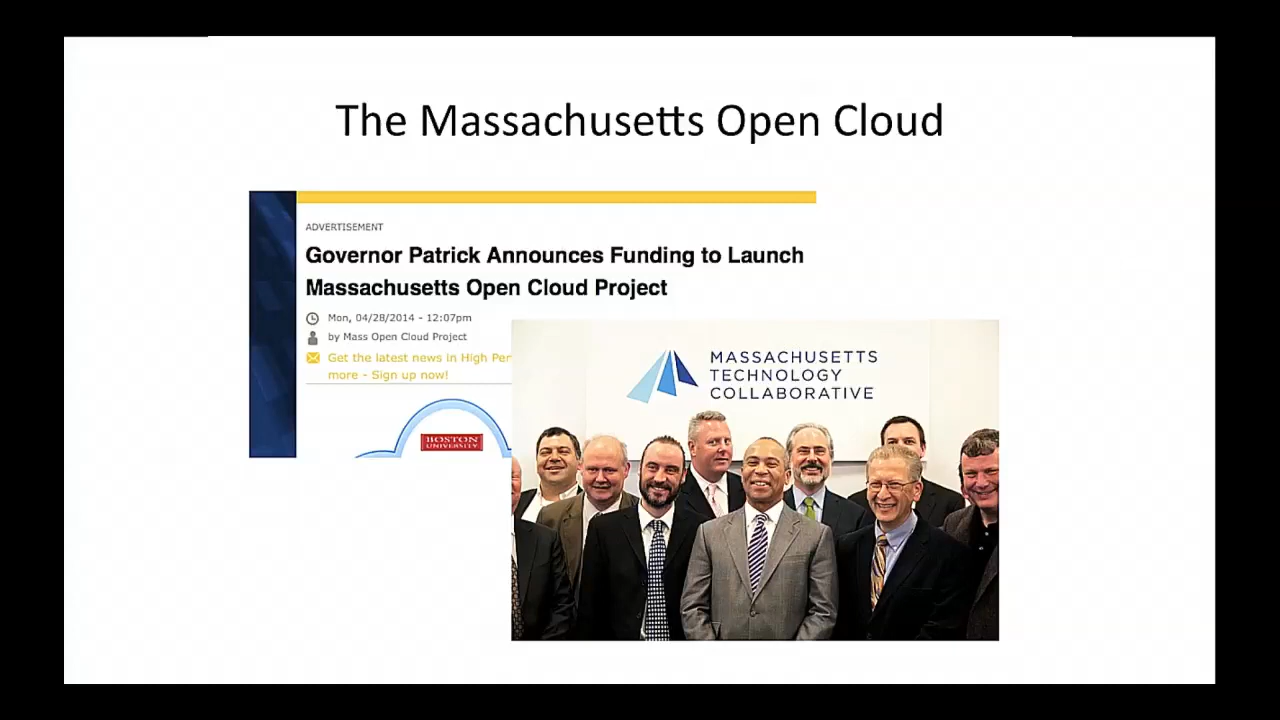 The Massachusetts Open Cloud
ADVERTISEMENT
Governor Patrick Announces Funding to Launch
Massachusetts Open Cloud Project
Mon, 04/28/2014 - 12:07pm
by Mass Open Cloud Project
Get the latest news in High Per
more - Sign up now!
BOSTON
UNIVERSITY
MASSACHUSETTS
TECHNOLOGY
COLLABORATIVE